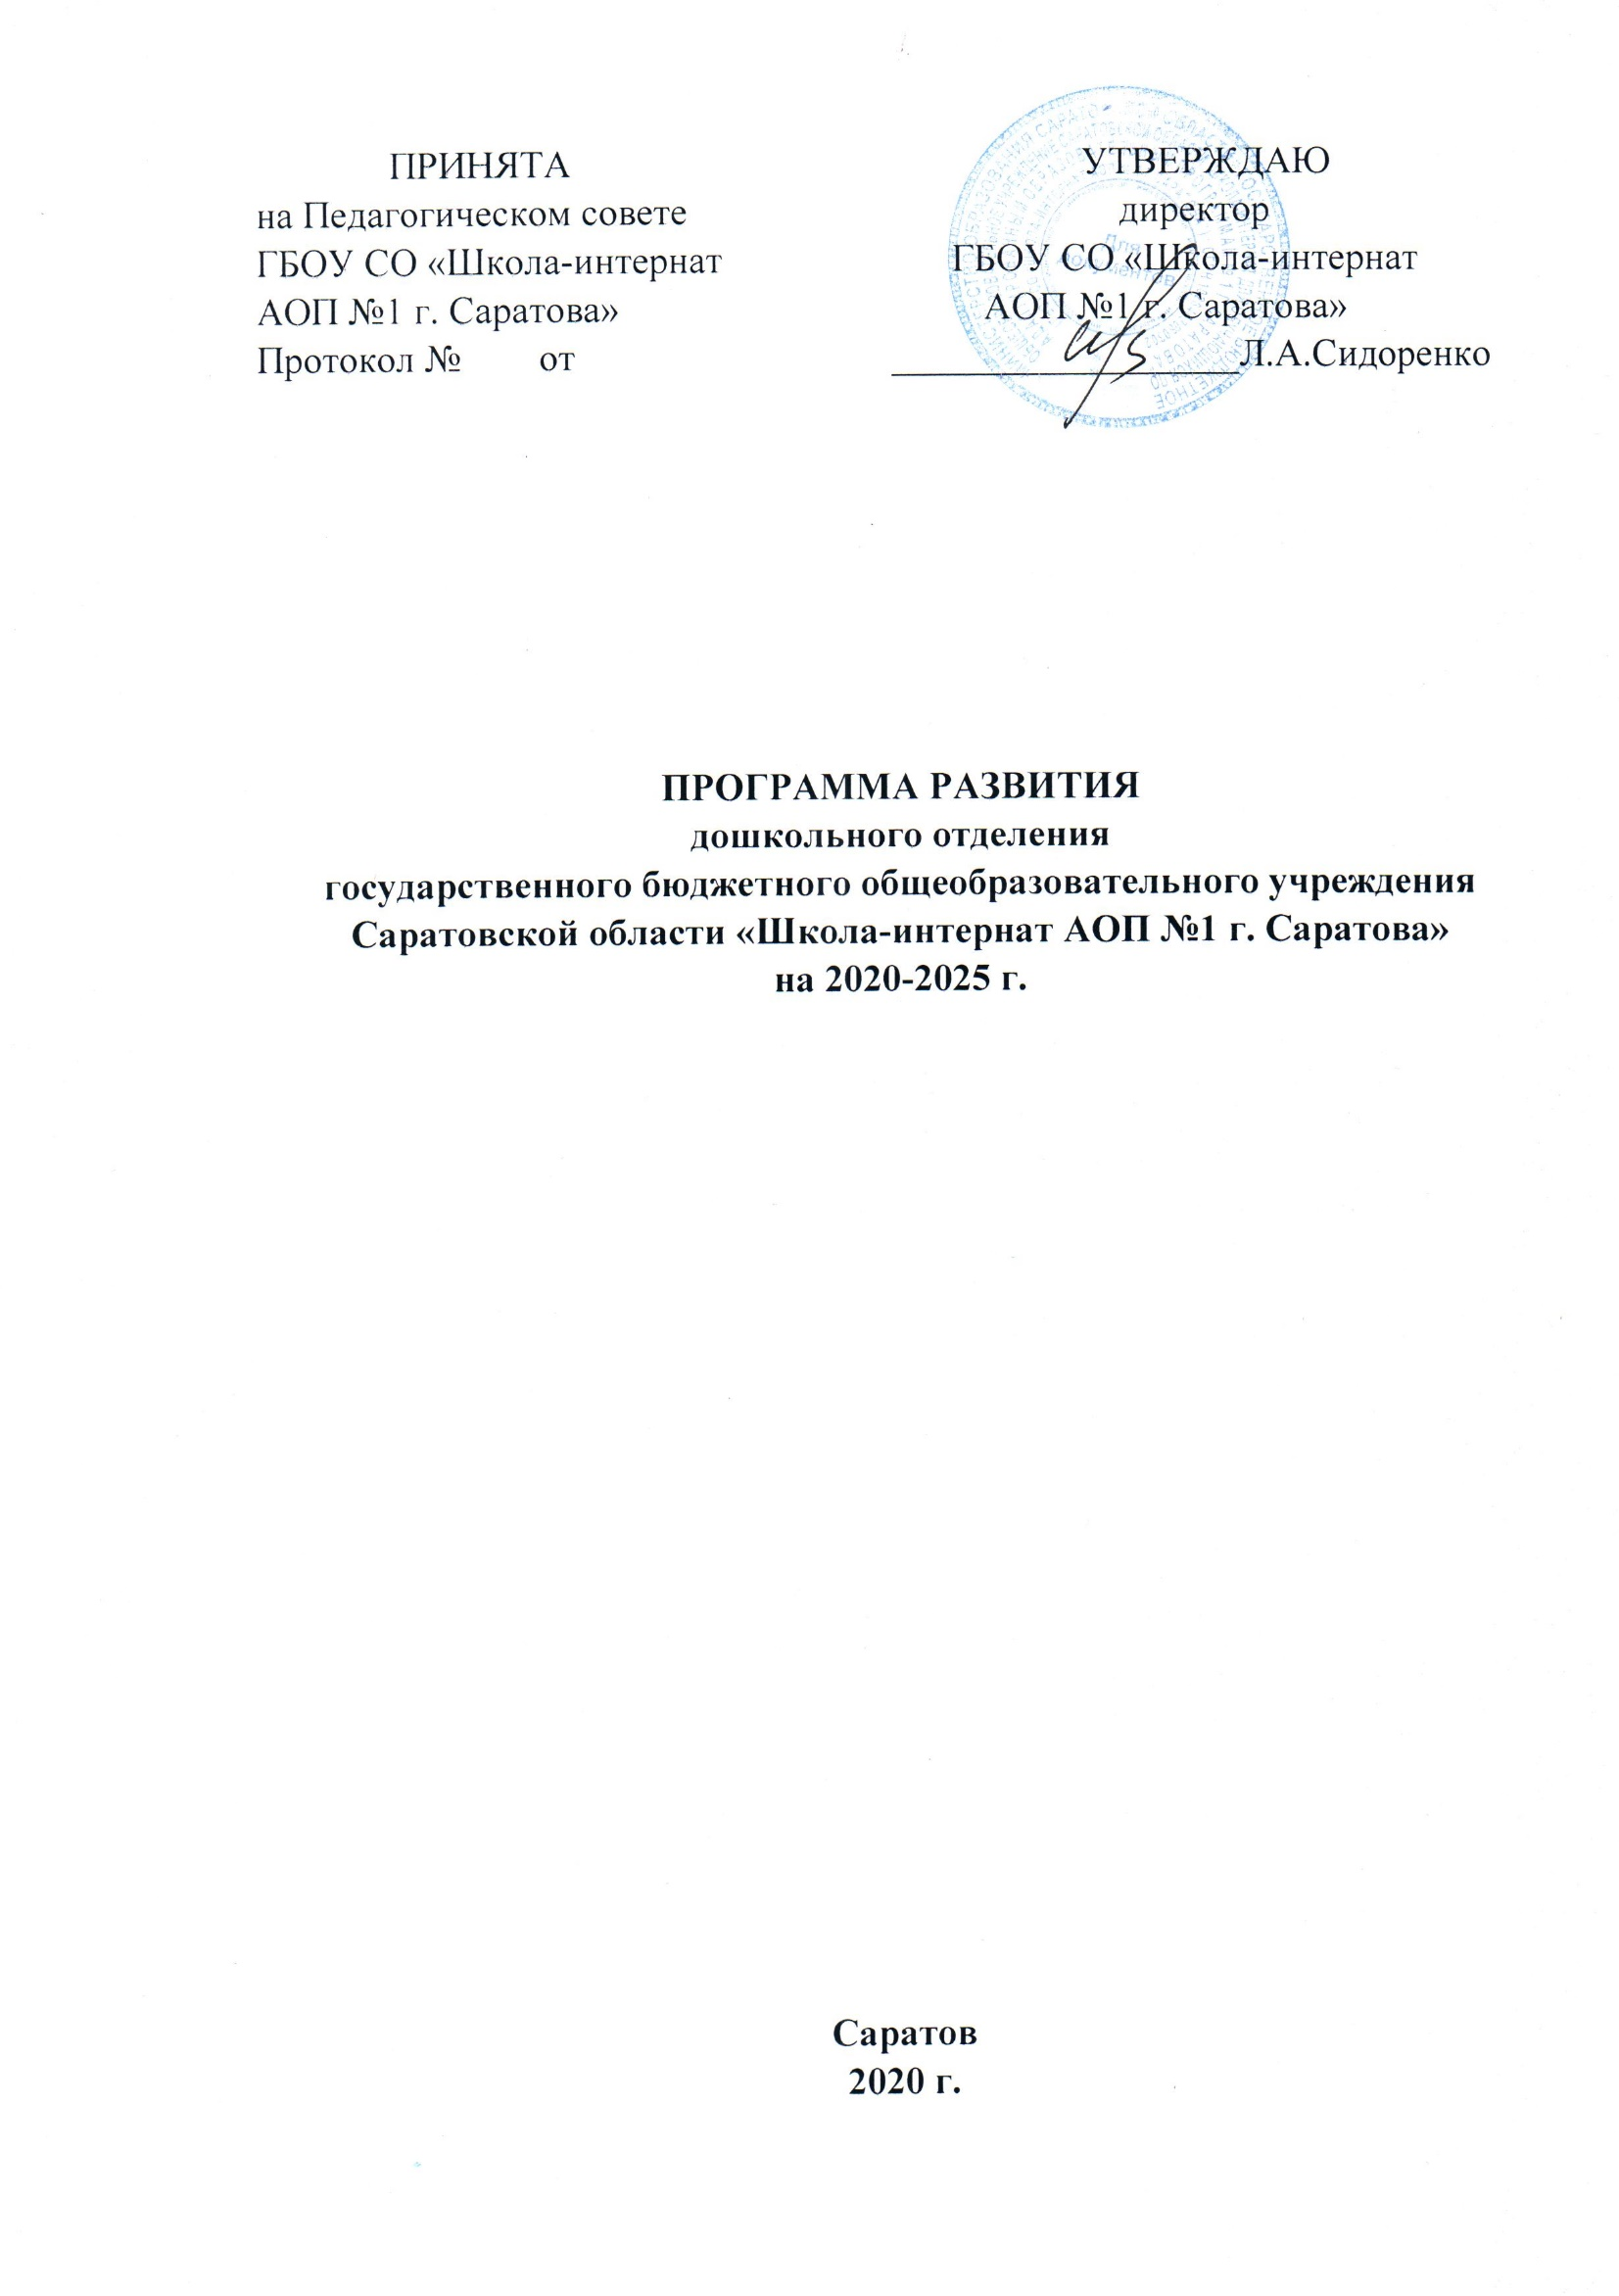 ПРИНЯТА
на Педагогическом совете
ГБОУ СО «Школа-интернат
АОП №1 г. Саратова»
Протокол № от
УТВЕРЖДАЮ
директор
ГБОУ СО «Школа-интернат
АОП №1 г. Саратова»
Л.А.Сидоренко
Для
документов
ПРОГРАММА РАЗВИТИЯ
дошкольного отделения
государственного бюджетного общеобразовательного учреждения
Саратовской области «Школа-интернат АОП №1 г. Саратова»
на 2020-2025 г.
Саратов
2020 г.